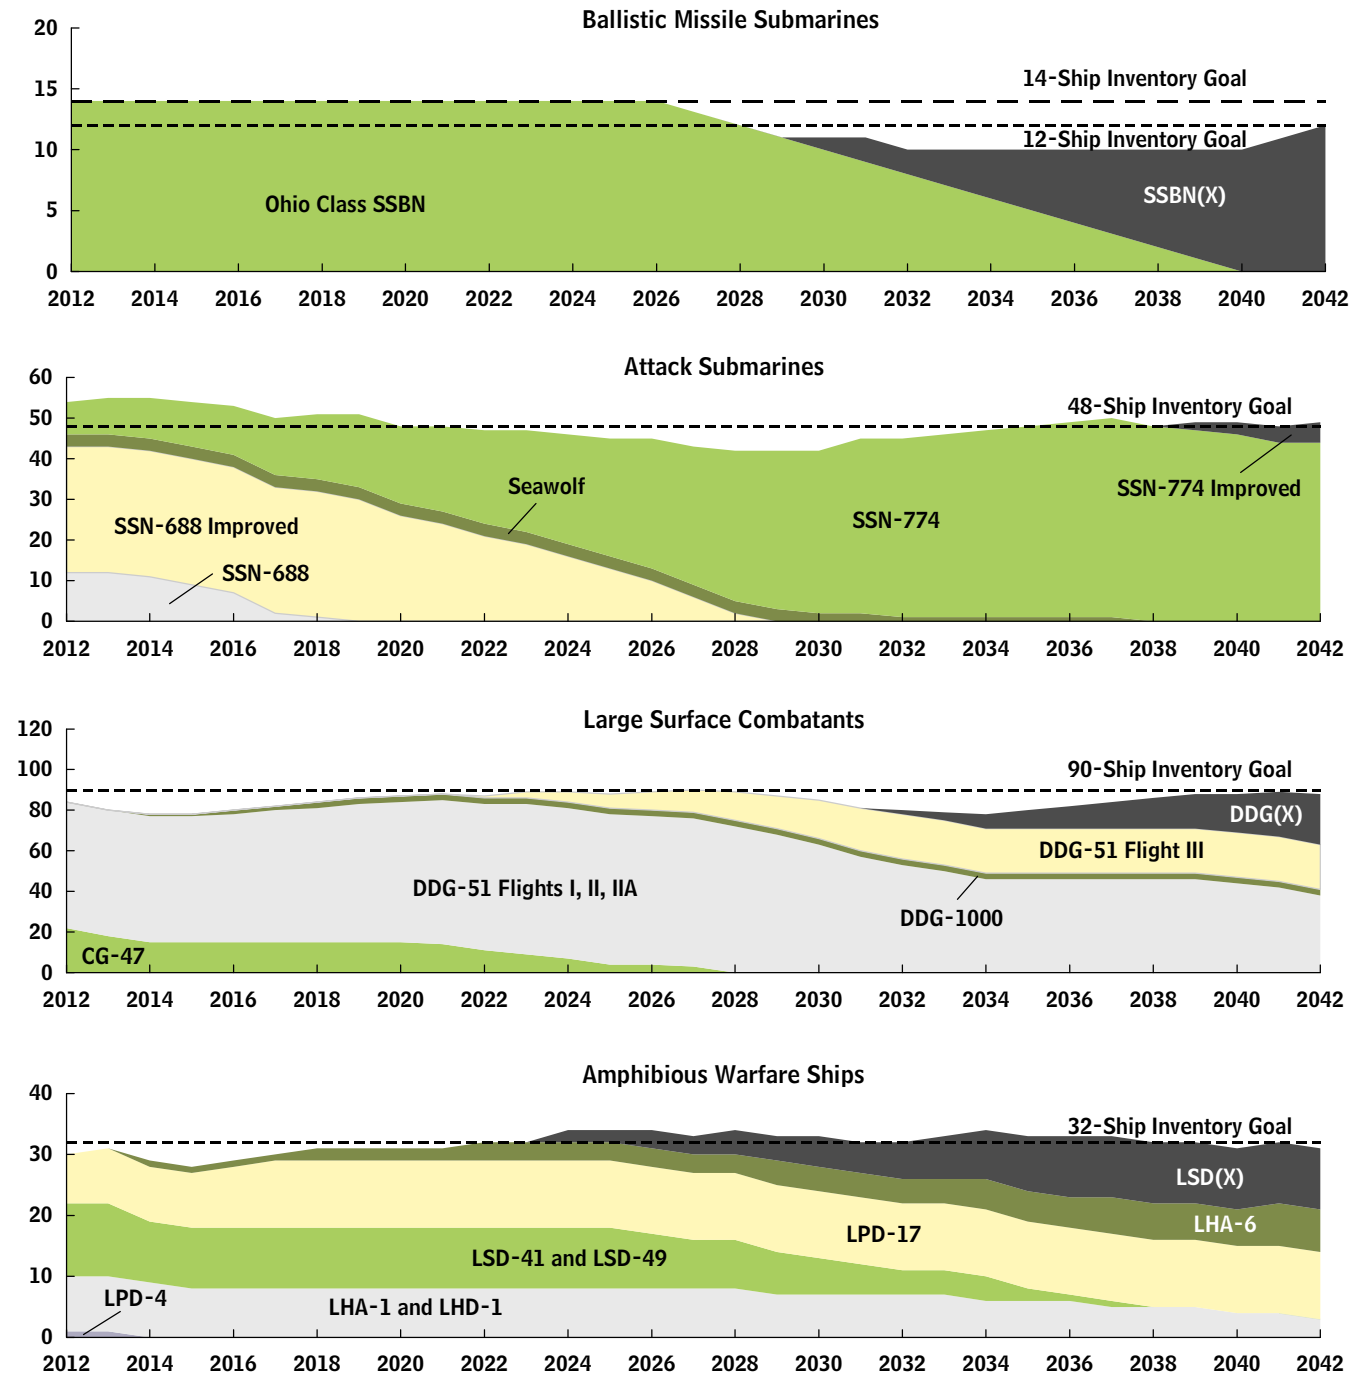 Ballistic Missile Submarines
20
15
10
5
0
14-Ship Inventory Goal
12-Ship Inventory Goal
Ohio Class SSBN
SSBN(X)
2012 2014 2016 2018 2020 2022 2024 2026 2028 2030 2032 2034 2036 2038 2040 2042
Attack Submarines
60
50
40
30
20
10
0
48-Ship Inventory Goal
SSN-774 Improved
Seawolf
SSN-774
SSN-688 Improved
SSN-688
2012 2014 2016 2018 2020 2022 2024 2026 2028 2030 2032 2034 2036 2038 2040 2042
Large Surface Combatants
120
100
80
60
40
20
0
90-Ship Inventory Goal
DDG(X)
DDG-51 Flight III
DDG-51 Flights I, II, IIA
DDG-1000
CG-47
2012 2014 2016 2018 2020 2022 2024 2026 2028 2030 2032 2034 2036 2038 2040 2042
Amphibious Warfare Ships
40
30
20
10
0
32-Ship Inventory Goal
LSD(X)
LHA-6
LPD-17
LSD-41 and LSD-49
LPD-4
LHA-1 and LHD-1
2012 2014 2016 2018 2020 2022 2024 2026 2028 2030 2032 2034 2036 2038 2040 2042